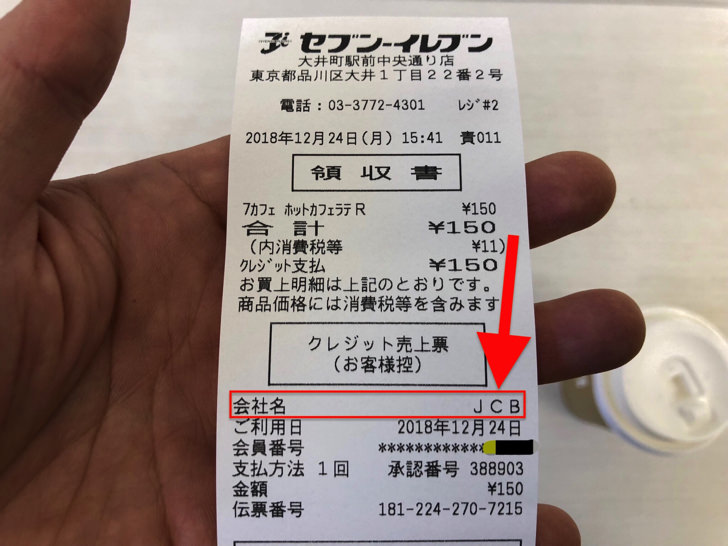 セブン-イレブン
大井町駅前中央通り店
東京都品川区大井1丁目22番2号
電話:03-3772-4301 レジ#2
2018年12月24日(月) 15:41 責011
領収書
7カフェ ホットカフェラテR ¥150
合計 ¥150
(内消費税等 ¥11)
クレジット支払 ¥150
お買上明細は上記のとおりです。
商品価格には消費税等を含みます
クレジット売上票
(お客様控)
会社名 JCB
ご利用日 2018年12月24日
会員番号 ************
支払方法 1回 承認番号 388903
金額 ¥150
伝票番号 181-224-270-7215